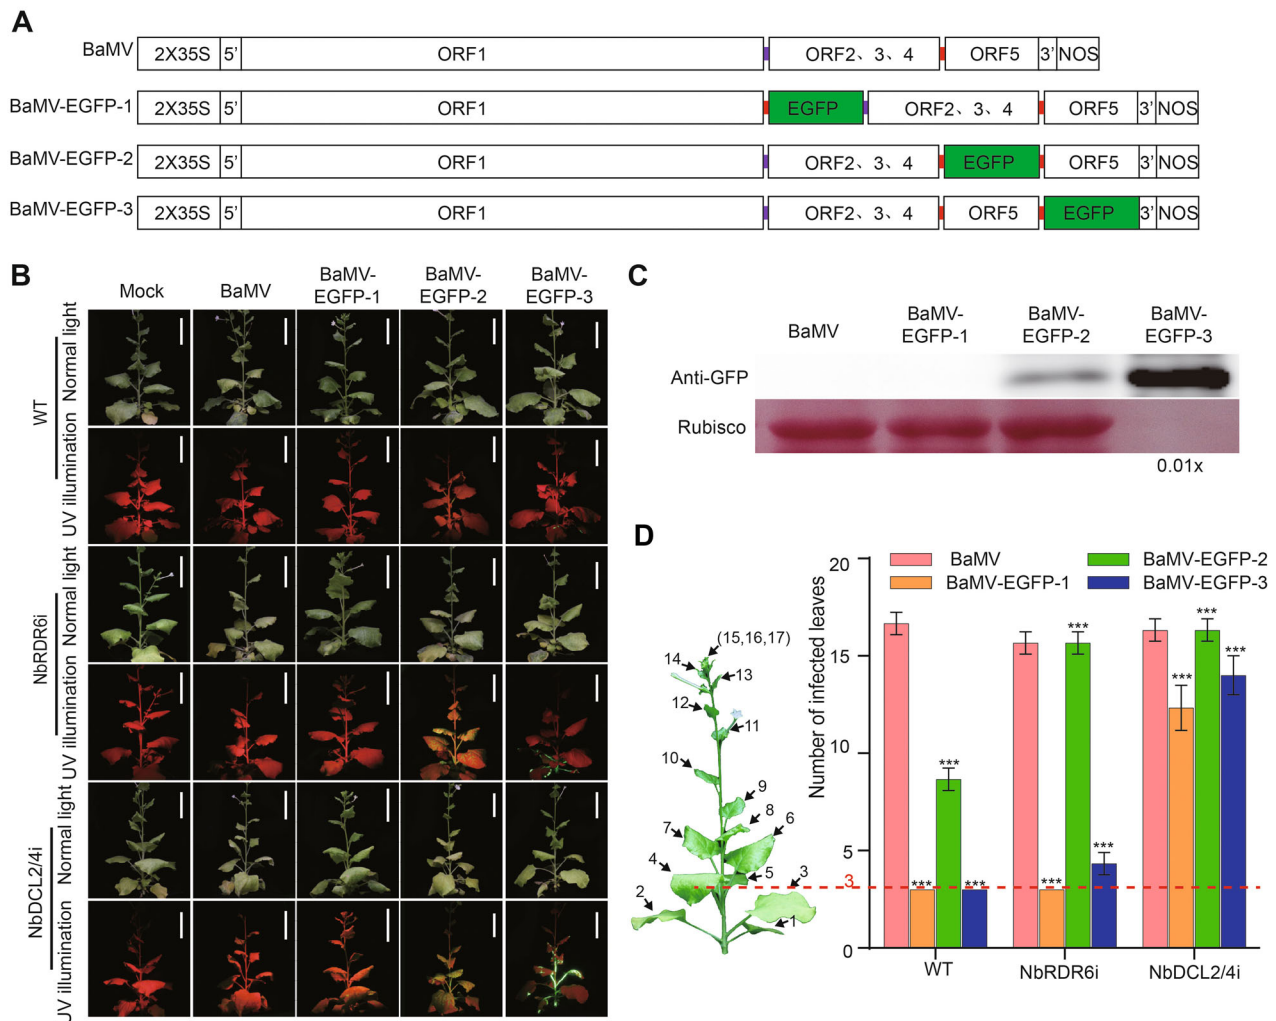 A
BaMV
2X35S 5' ORF1 ORF2、3、4 ORF5 3' NOS
BaMV-EGFP-1
2X35S 5' ORF1 EGFP ORF2、3、4 ORF5 3' NOS
BaMV-EGFP-2
2X35S 5' ORF1 ORF2、3、4 EGFP ORF5 3' NOS
BaMV-EGFP-3
2X35S 5' ORF1 ORF2、3、4 ORF5 EGFP 3' NOS
B
Mock
BaMV
BaMV-
EGFP-1
BaMV-
EGFP-2
BaMV-
EGFP-3
WT
Normal light
UV illumination
NbRDR6i
Normal light
UV illumination
NbDCL2/4i
Normal light
UV illumination
C
BaMV
BaMV-
EGFP-1
BaMV-
EGFP-2
BaMV-
EGFP-3
Anti-GFP
Rubisco
0.01x
D
(15,16,17)
14
13
12
11
10
9
8
7
6
5
4
3
2
1
Number of infected leaves
20
15
10
5
3
0
BaMV
BaMV-EGFP-1
BaMV-EGFP-2
BaMV-EGFP-3
***
***
***
***
***
***
***
***
***
WT
NbRDR6i
NbDCL2/4i